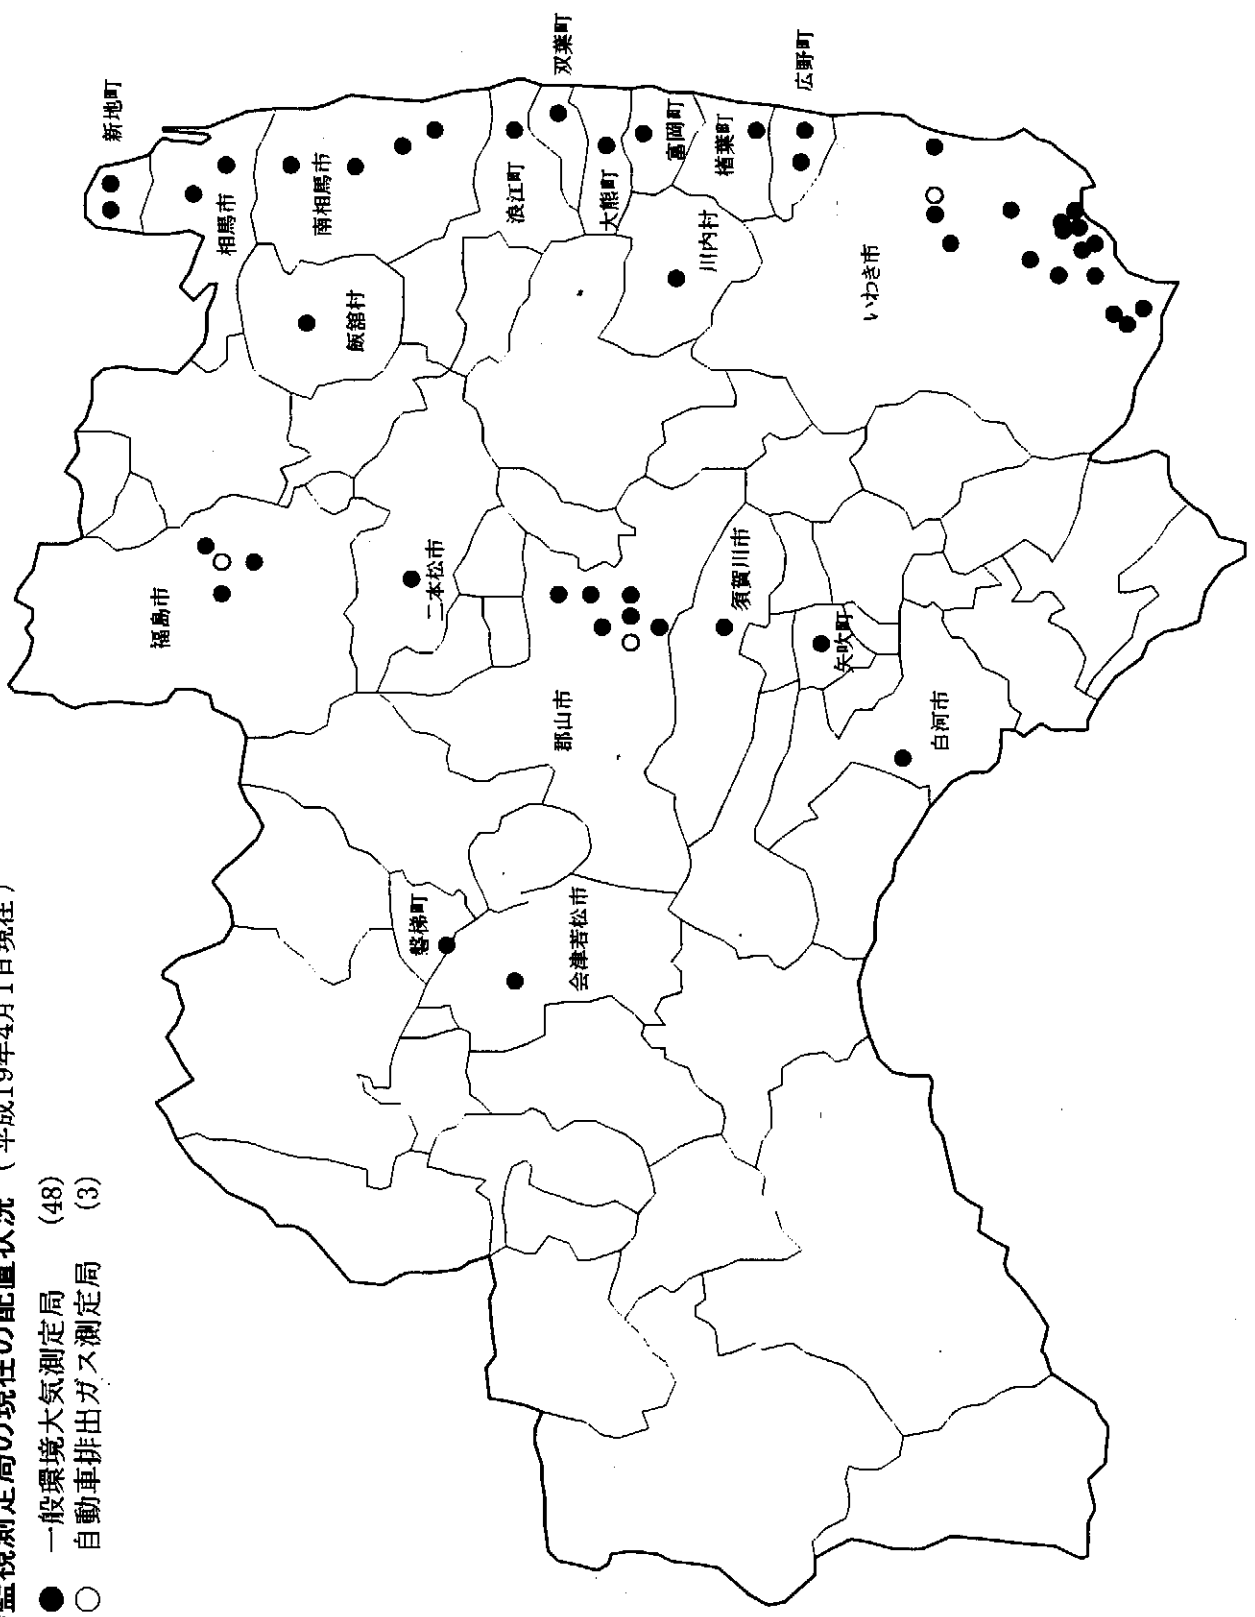 監視測定局の現在の配置状況 （平成19年4月1日現在）
● 一般環境大気測定局 (48)
○ 自動車排出ガス測定局 (3)
新地町
相馬市
南相馬市
飯舘村
浪江町
双葉町
大熊町
富岡町
楢葉町
広野町
川内村
いわき市
福島市
二本松市
郡山市
須賀川市
矢吹町
白河市
磐梯町
会津若松市